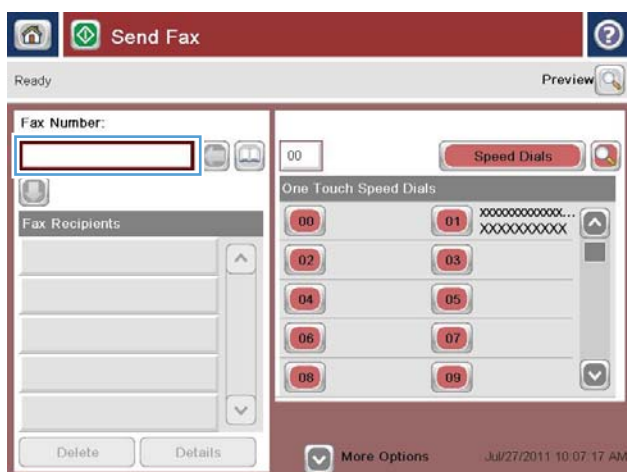 Send Fax
?
Ready
Preview
Fax Number:
00
Speed Dials
One Touch Speed Dials
Fax Recipients
00
01
XXXXXXXXXXXX...
XXXXXXXXXX
02
03
04
05
06
07
08
09
Delete
Details
More Options
Jul/27/2011 10:07:17 AM